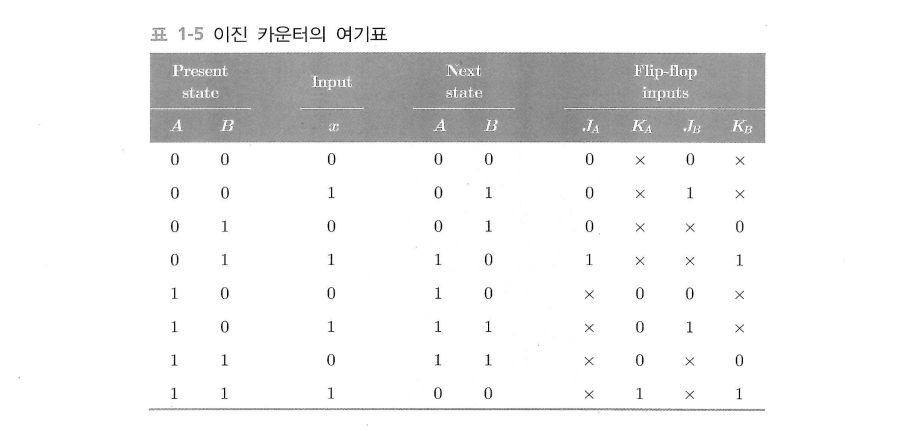 표 1-5 이진 카운터의 여기표
Present state Input Next state Flip-flop inputs
A B x A B J_A K_A J_B K_B
0 0 0 0 0 0 × 0 ×
0 0 1 0 1 0 × 1 ×
0 1 0 0 1 0 × × 0
0 1 1 1 0 1 × × 1
1 0 0 1 0 × 0 0 ×
1 0 1 1 1 × 0 1 ×
1 1 0 1 1 × 0 × 0
1 1 1 0 0 × 1 × 1